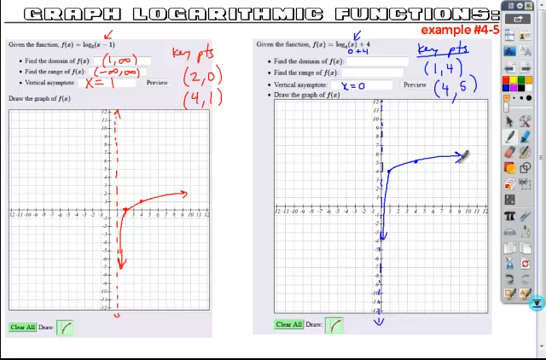 GRAPH LOGARITHMIC FUNCTIONS:
example #4-5
Given the function, f(x) = log₃(x − 1)
• Find the domain of f(x): (1, ∞)
• Find the range of f(x): (-∞, ∞)
• Vertical asymptote: x = 1 Preview
Draw the graph of f(x)
key pts
(2, 0)
(4, 1)
Clear All Draw:
Given the function, f(x) = log₄(x) + 4
0+4
• Find the domain of f(x):
• Find the range of f(x):
• Vertical asymptote: x = 0 Preview
• Draw the graph of f(x)
key pts
(1, 4)
(4, 5)
Clear All Draw: